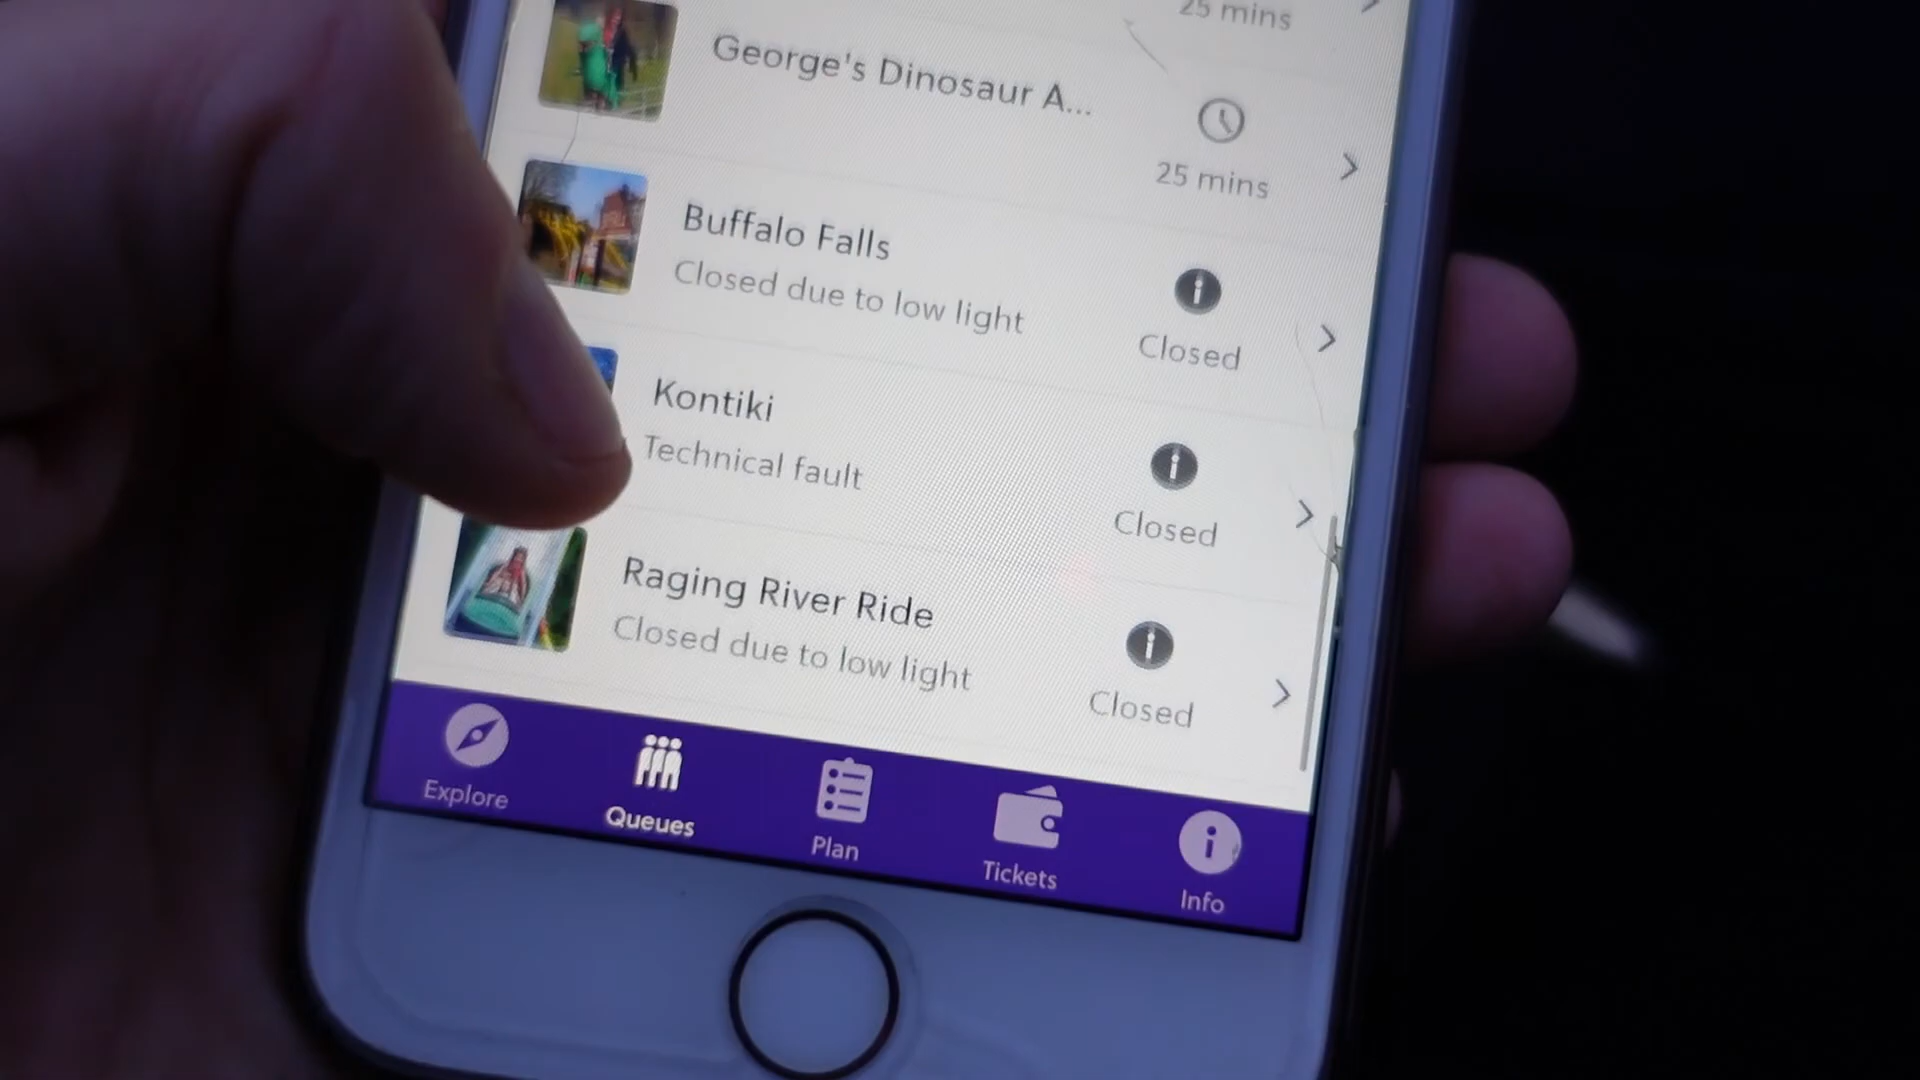 25 mins
George's Dinosaur A...
25 mins
Buffalo Falls
Closed due to low light
Closed
Kontiki
Technical fault
Closed
Raging River Ride
Closed due to low light
Closed
Explore
Queues
Plan
Tickets
Info